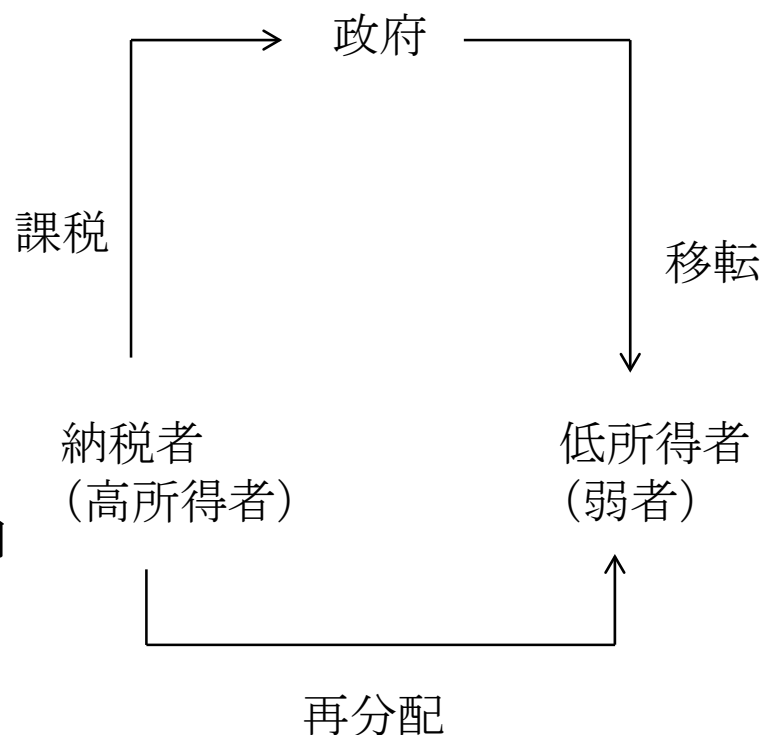 政府
課税
移転
納税者
（高所得者）
低所得者
（弱者）
再分配